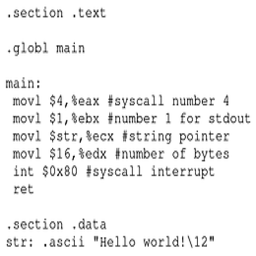 .section .text
.globl main
main:
movl $4,%eax #syscall number 4
movl $1,%ebx #number 1 for stdout
movl $str,%ecx #string pointer
movl $16,%edx #number of bytes
int $0x80 #syscall interrupt
ret
.section .data
str: .ascii "Hello world!\12"